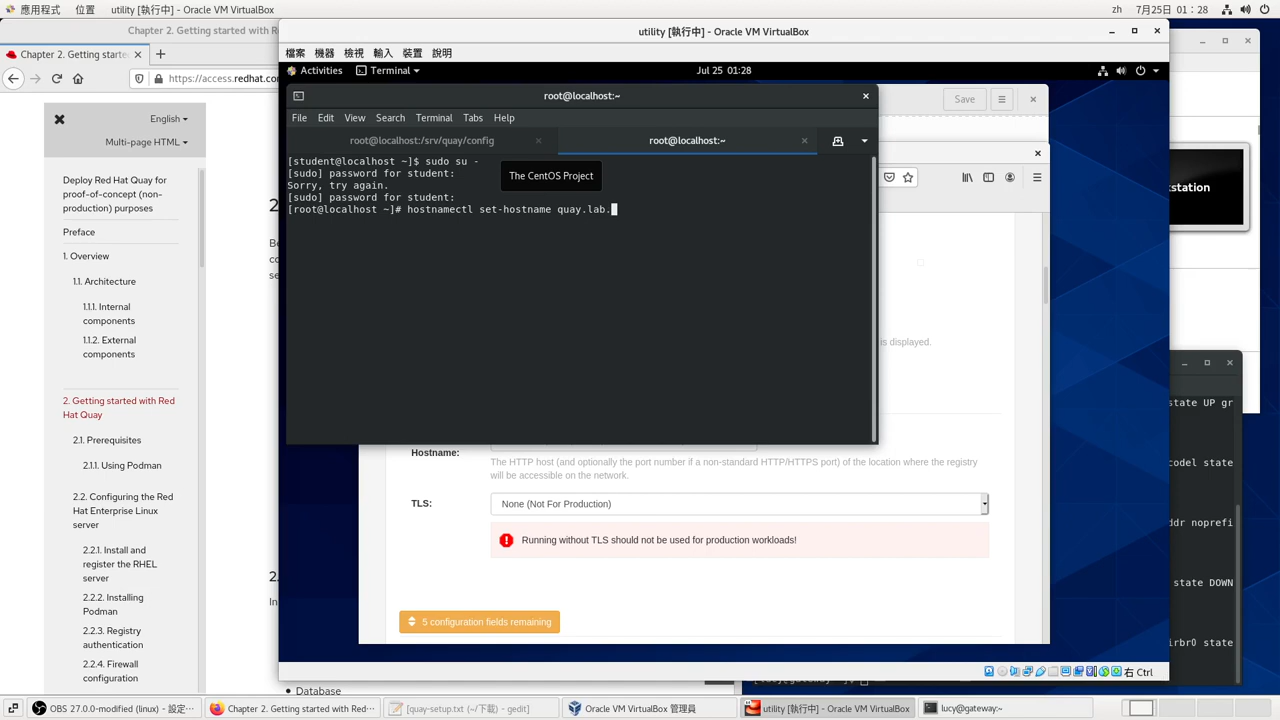 應用程式
位置
utility [執行中] - Oracle VM VirtualBox
zh
7月25日 01：28
Chapter 2. Getting started with R
utility [執行中] - Oracle VM VirtualBox
Chapter 2. Getting starte
https://access.redhat.co
檔案 機器 檢視 輸入 裝置 說明
Activities
Terminal
Jul 25 01:28
root@localhost:~
Save
File Edit View Search Terminal Tabs Help
root@localhost:/srv/quay/config
root@localhost:~
[student@localhost ~]$ sudo su -
[sudo] password for student:
Sorry, try again.
[sudo] password for student:
[root@localhost ~]# hostnamectl set-hostname quay.lab.
The CentOS Project
English
Multi-page HTML
Deploy Red Hat Quay for
proof-of-concept (non-
production) purposes
Preface
1. Overview
1.1. Architecture
1.1.1. Internal
components
1.1.2. External
components
2. Getting started with Red
Hat Quay
2.1. Prerequisites
2.1.1. Using Podman
2.2. Configuring the Red
Hat Enterprise Linux
server
2.2.1. Install and
register the RHEL
server
2.2.2. Installing
Podman
2.2.3. Registry
authentication
2.2.4. Firewall
configuration
2
2.
In
Database
is displayed.
Hostname:
The HTTP host (and optionally the port number if a non-standard HTTP/HTTPS port) of the location where the registry
will be accessible on the network.
TLS:
None (Not For Production)
Running without TLS should not be used for production workloads!
5 configuration fields remaining
kstation
state UP gr
codel state
ddr noprefi
state DOWN
irbr0 state
右 Ctrl
OBS 27.0.0-modified (linux) - 設定⋯
Chapter 2. Getting started with Red⋯
[quay-setup.txt (~/下載) - gedit]
Oracle VM VirtualBox 管理員
utility [執行中] - Oracle VM VirtualBox
lucy@gateway:~